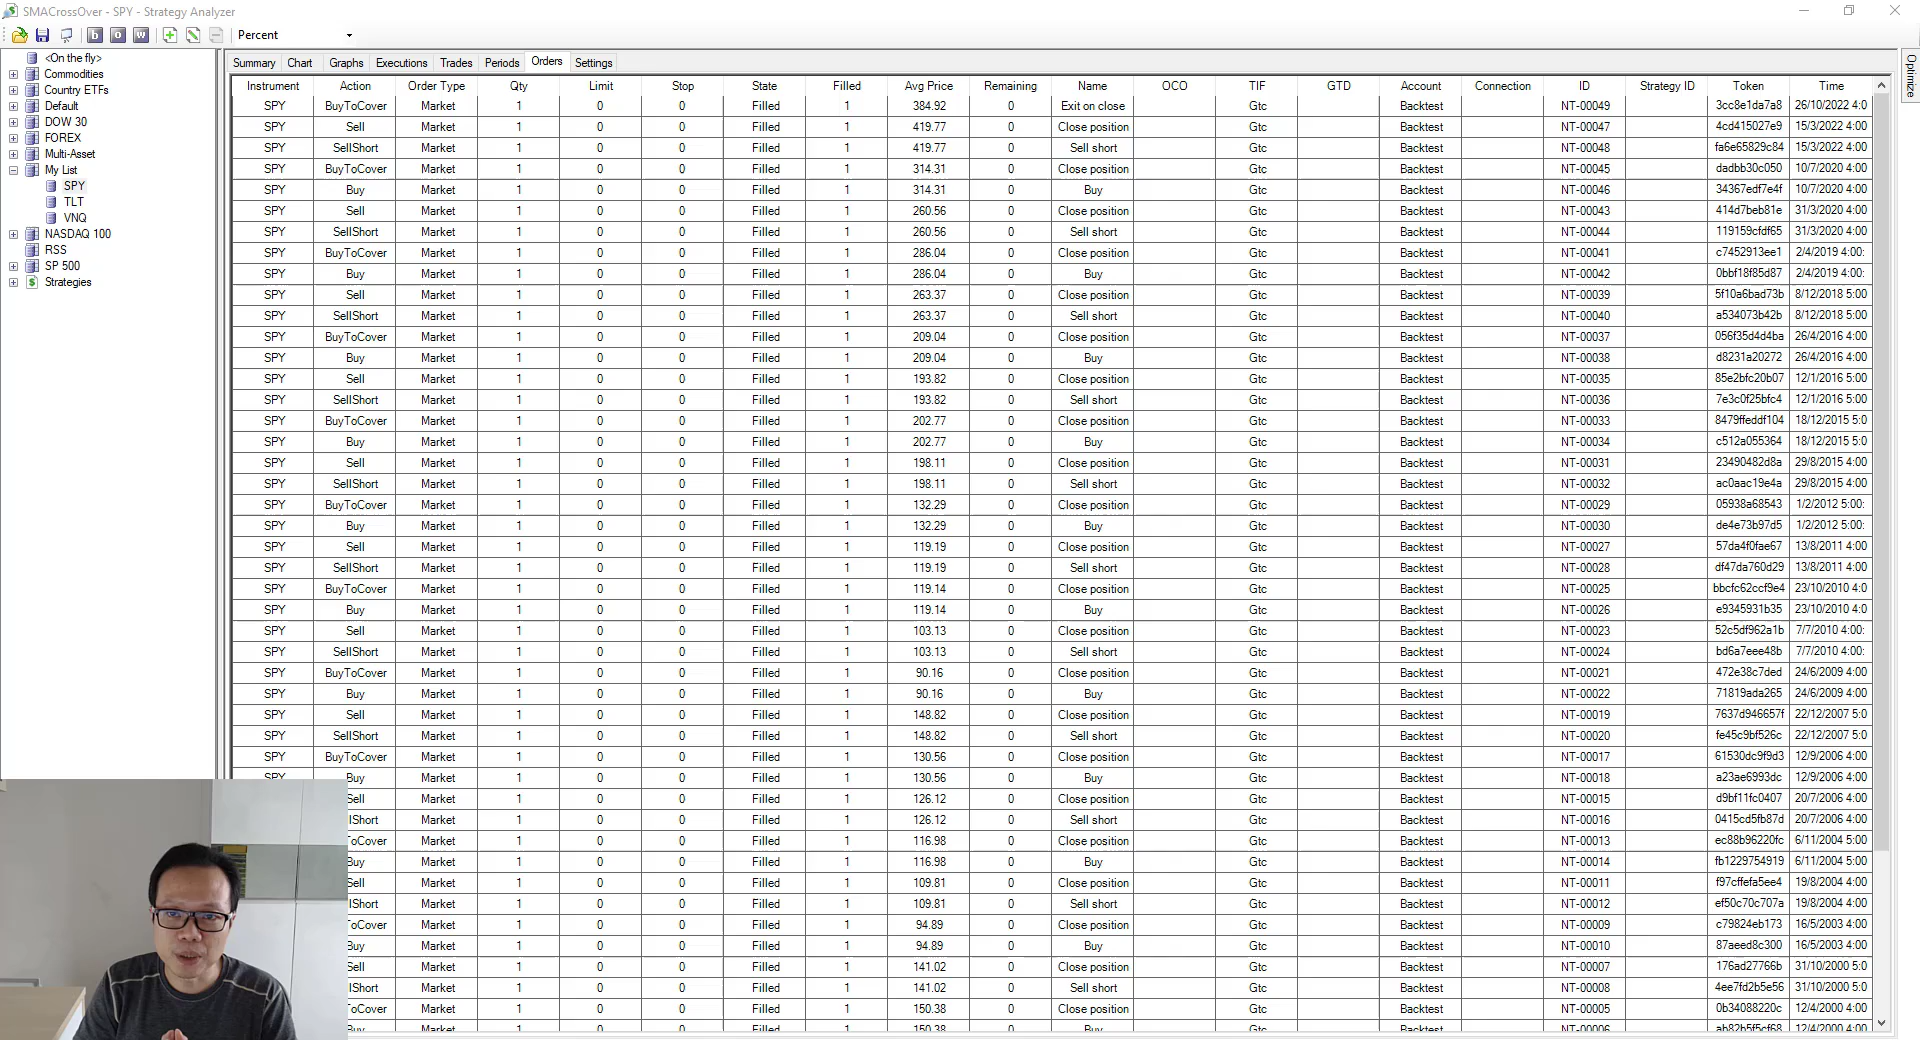 SMACrossOver - SPY - Strategy Analyzer
b o w Percent
<On the fly>
Commodities
Country ETFs
Default
DOW 30
FOREX
Multi-Asset
My List
SPY
TLT
VNQ
NASDAQ 100
RSS
SP 500
$ Strategies
Summary Chart Graphs Executions Trades Periods Orders Settings
Optimize
Instrument Action Order Type Qty Limit Stop State Filled Avg Price Remaining Name OCO TIF GTD Account Connection ID Strategy ID Token Time
SPY BuyToCover Market 1 0 0 Filled 1 384.92 0 Exit on close Gtc Backtest NT-00049 3cc8e1da7a8 26/10/2022 4:0
SPY Sell Market 1 0 0 Filled 1 419.77 0 Close position Gtc Backtest NT-00047 4cd415027e9 15/3/2022 4:00
SPY SellShort Market 1 0 0 Filled 1 419.77 0 Sell short Gtc Backtest NT-00048 fa6e65829c84 15/3/2022 4:00
SPY BuyToCover Market 1 0 0 Filled 1 314.31 0 Close position Gtc Backtest NT-00045 dadbb30c050 10/7/2020 4:00
SPY Buy Market 1 0 0 Filled 1 314.31 0 Buy Gtc Backtest NT-00046 34367edf7e4f 10/7/2020 4:00
SPY Sell Market 1 0 0 Filled 1 260.56 0 Close position Gtc Backtest NT-00043 414d7beb81e 31/3/2020 4:00
SPY SellShort Market 1 0 0 Filled 1 260.56 0 Sell short Gtc Backtest NT-00044 119159cfdf65 31/3/2020 4:00
SPY BuyToCover Market 1 0 0 Filled 1 286.04 0 Close position Gtc Backtest NT-00041 c7452913ee1 2/4/2019 4:00:
SPY Buy Market 1 0 0 Filled 1 286.04 0 Buy Gtc Backtest NT-00042 0bbf18f85d87 2/4/2019 4:00:
SPY Sell Market 1 0 0 Filled 1 263.37 0 Close position Gtc Backtest NT-00039 5f10a6bad73b 8/12/2018 5:00
SPY SellShort Market 1 0 0 Filled 1 263.37 0 Sell short Gtc Backtest NT-00040 a534073b42b 8/12/2018 5:00
SPY BuyToCover Market 1 0 0 Filled 1 209.04 0 Close position Gtc Backtest NT-00037 056f35d4d4ba 26/4/2016 4:00
SPY Buy Market 1 0 0 Filled 1 209.04 0 Buy Gtc Backtest NT-00038 d8231a20272 26/4/2016 4:00
SPY Sell Market 1 0 0 Filled 1 193.82 0 Close position Gtc Backtest NT-00035 85e2bfc20b07 12/1/2016 5:00
SPY SellShort Market 1 0 0 Filled 1 193.82 0 Sell short Gtc Backtest NT-00036 7e3c0f25bfc4 12/1/2016 5:00
SPY BuyToCover Market 1 0 0 Filled 1 202.77 0 Close position Gtc Backtest NT-00033 8479ffeddf104 18/12/2015 5:0
SPY Buy Market 1 0 0 Filled 1 202.77 0 Buy Gtc Backtest NT-00034 c512a055364 18/12/2015 5:0
SPY Sell Market 1 0 0 Filled 1 198.11 0 Close position Gtc Backtest NT-00031 23490482d8a 29/8/2015 4:00
SPY SellShort Market 1 0 0 Filled 1 198.11 0 Sell short Gtc Backtest NT-00032 ac0aac19e4a 29/8/2015 4:00
SPY BuyToCover Market 1 0 0 Filled 1 132.29 0 Close position Gtc Backtest NT-00029 05938a68543 1/2/2012 5:00:
SPY Buy Market 1 0 0 Filled 1 132.29 0 Buy Gtc Backtest NT-00030 de4e73b97d5 1/2/2012 5:00:
SPY Sell Market 1 0 0 Filled 1 119.19 0 Close position Gtc Backtest NT-00027 57da4f0fae67 13/8/2011 4:00
SPY SellShort Market 1 0 0 Filled 1 119.19 0 Sell short Gtc Backtest NT-00028 df47da760d29 13/8/2011 4:00
SPY BuyToCover Market 1 0 0 Filled 1 119.14 0 Close position Gtc Backtest NT-00025 bbcfc62ccf9e4 23/10/2010 4:0
SPY Buy Market 1 0 0 Filled 1 119.14 0 Buy Gtc Backtest NT-00026 e9345931b35 23/10/2010 4:0
SPY Sell Market 1 0 0 Filled 1 103.13 0 Close position Gtc Backtest NT-00023 52c5df962a1b 7/7/2010 4:00:
SPY SellShort Market 1 0 0 Filled 1 103.13 0 Sell short Gtc Backtest NT-00024 bd6a7eee48b 7/7/2010 4:00:
SPY BuyToCover Market 1 0 0 Filled 1 90.16 0 Close position Gtc Backtest NT-00021 472e38c7ded 24/6/2009 4:00
SPY Buy Market 1 0 0 Filled 1 90.16 0 Buy Gtc Backtest NT-00022 71819ada265 24/6/2009 4:00
SPY Sell Market 1 0 0 Filled 1 148.82 0 Close position Gtc Backtest NT-00019 7637d946657f 22/12/2007 5:0
SPY SellShort Market 1 0 0 Filled 1 148.82 0 Sell short Gtc Backtest NT-00020 fe45c9bf526c 22/12/2007 5:0
SPY BuyToCover Market 1 0 0 Filled 1 130.56 0 Close position Gtc Backtest NT-00017 61530dc9f9d3 12/9/2006 4:00
SPY Buy Market 1 0 0 Filled 1 130.56 0 Buy Gtc Backtest NT-00018 a23ae6993dc 12/9/2006 4:00
Sell Market 1 0 0 Filled 1 126.12 0 Close position Gtc Backtest NT-00015 d9bf11fc0407 20/7/2006 4:00
llShort Market 1 0 0 Filled 1 126.12 0 Sell short Gtc Backtest NT-00016 0415cd5fb87d 20/7/2006 4:00
ToCover Market 1 0 0 Filled 1 116.98 0 Close position Gtc Backtest NT-00013 ec88b96220fc 6/11/2004 5:00
Buy Market 1 0 0 Filled 1 116.98 0 Buy Gtc Backtest NT-00014 fb1229754919 6/11/2004 5:00
Sell Market 1 0 0 Filled 1 109.81 0 Close position Gtc Backtest NT-00011 f97cffefa5ee4 19/8/2004 4:00
llShort Market 1 0 0 Filled 1 109.81 0 Sell short Gtc Backtest NT-00012 ef50c70c707a 19/8/2004 4:00
ToCover Market 1 0 0 Filled 1 94.89 0 Close position Gtc Backtest NT-00009 c79824eb173 16/5/2003 4:00
Buy Market 1 0 0 Filled 1 94.89 0 Buy Gtc Backtest NT-00010 87aeed8c300 16/5/2003 4:00
Sell Market 1 0 0 Filled 1 141.02 0 Close position Gtc Backtest NT-00007 176ad27766b 31/10/2000 5:0
llShort Market 1 0 0 Filled 1 141.02 0 Sell short Gtc Backtest NT-00008 4ee7fd2b5e56 31/10/2000 5:0
ToCover Market 1 0 0 Filled 1 150.38 0 Close position Gtc Backtest NT-00005 0b34088220c 12/4/2000 4:00
Buy Market 1 0 0 Filled 1 150.38 0 Buy Gtc Backtest NT-00006 ab82b5f5cf68 12/4/2000 4:00